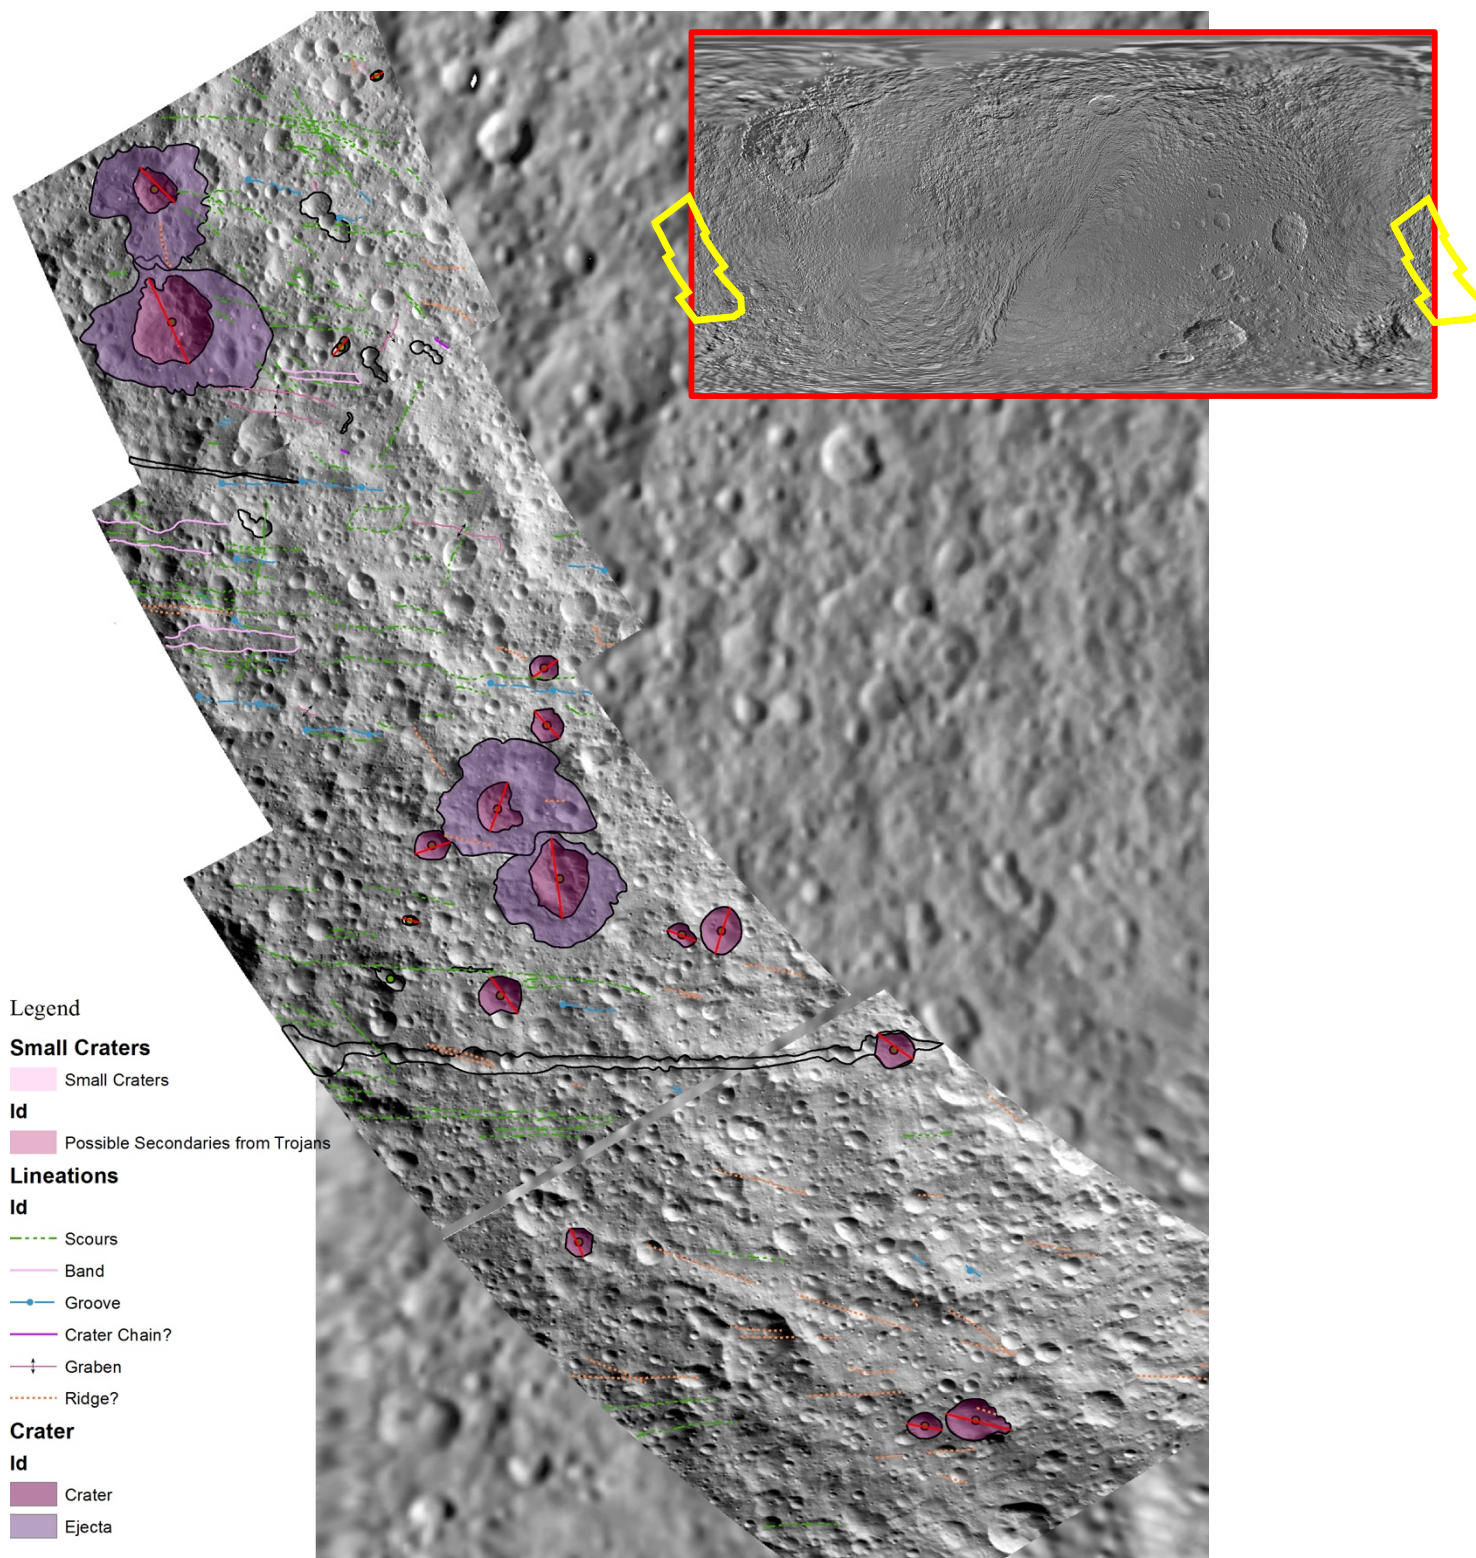 Legend
Small Craters
Small Craters
Id
Possible Secondaries from Trojans
Lineations
Id
Scours
Band
Groove
Crater Chain?
Graben
Ridge?
Crater
Id
Crater
Ejecta